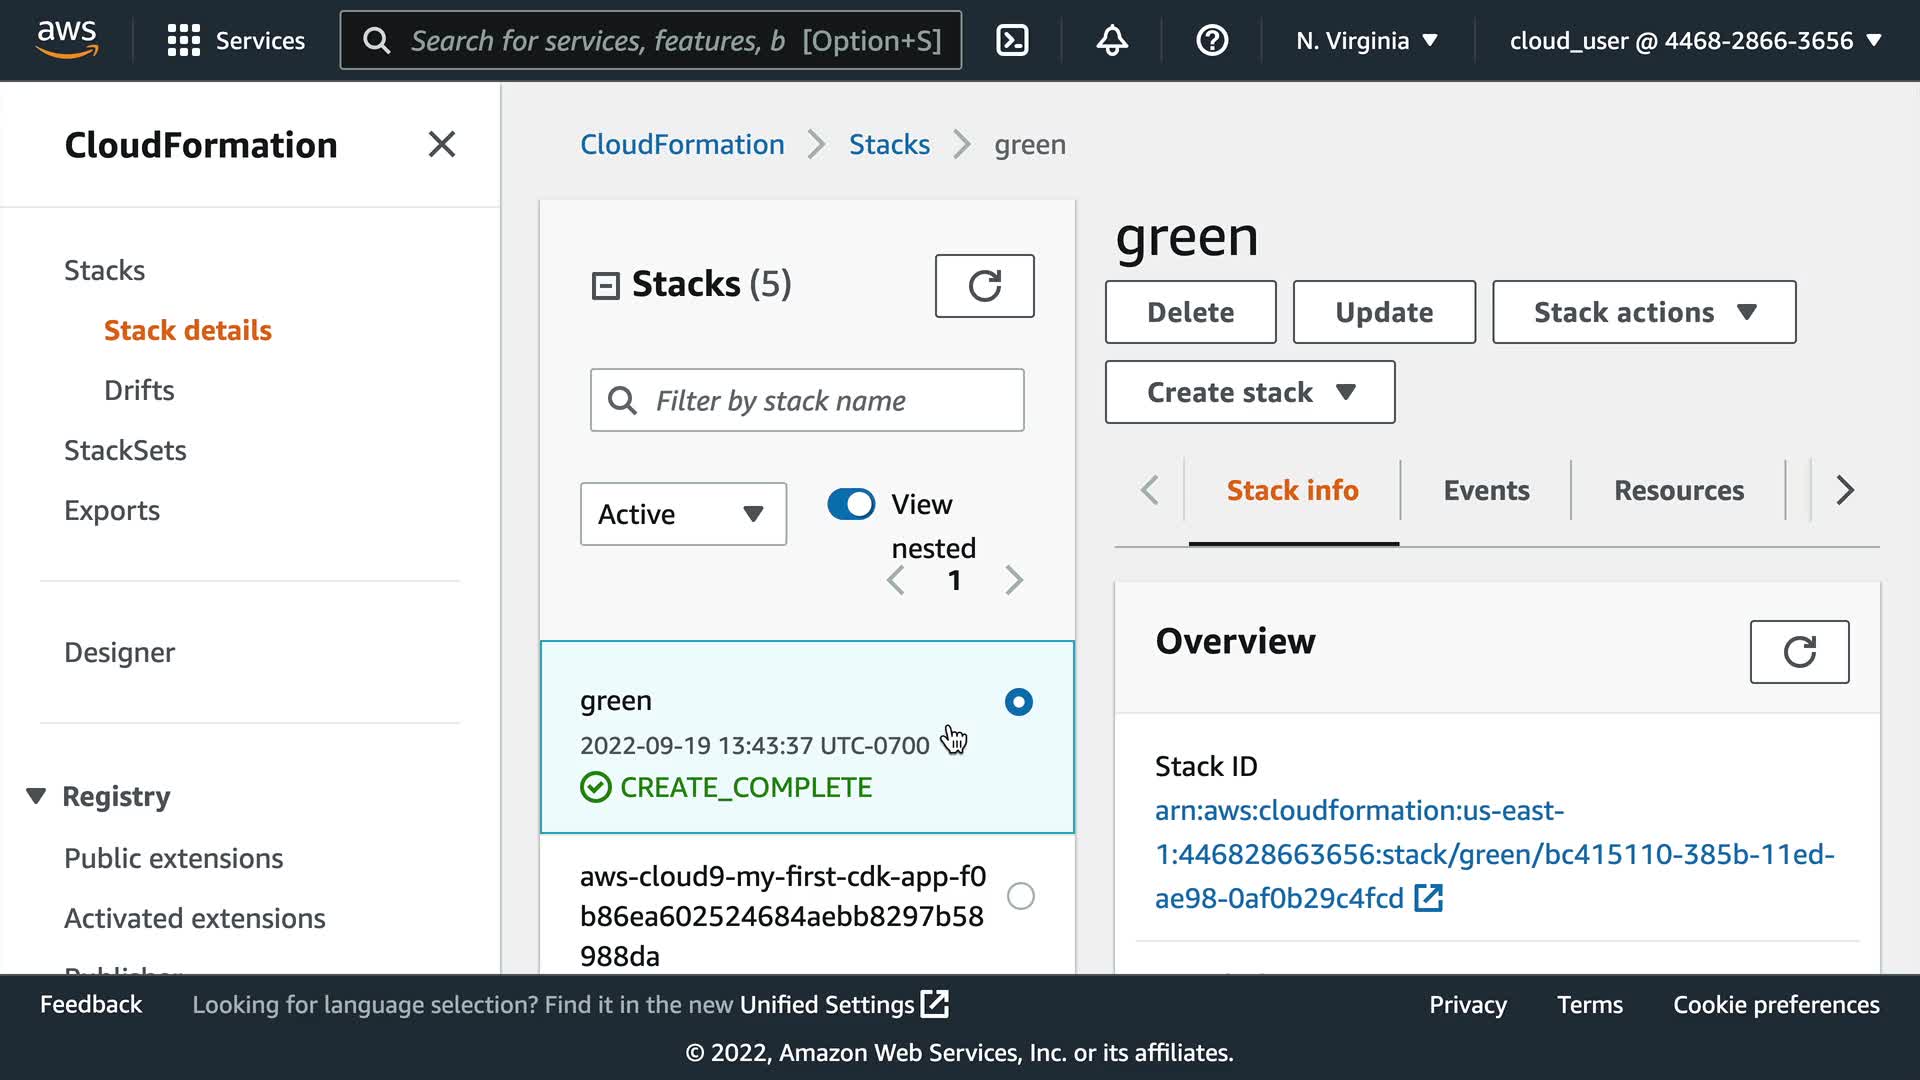 aws
Services
Search for services, features, b [Option+S]
N. Virginia
cloud_user @ 4468-2866-3656
CloudFormation
Stacks
Stack details
Drifts
StackSets
Exports
Designer
Registry
Public extensions
Activated extensions
Publisher
CloudFormation
Stacks
green
Stacks (5)
Filter by stack name
Active
View
nested
1
green
2022-09-19 13:43:37 UTC-0700
CREATE_COMPLETE
aws-cloud9-my-first-cdk-app-f0
b86ea602524684aebb8297b58
988da
green
Delete
Update
Stack actions
Create stack
Stack info
Events
Resources
Overview
Stack ID
arn:aws:cloudformation:us-east-
1:446828663656:stack/green/bc415110-385b-11ed-
ae98-0af0b29c4fcd
Feedback
Looking for language selection? Find it in the new Unified Settings
Privacy
Terms
Cookie preferences
© 2022, Amazon Web Services, Inc. or its affiliates.